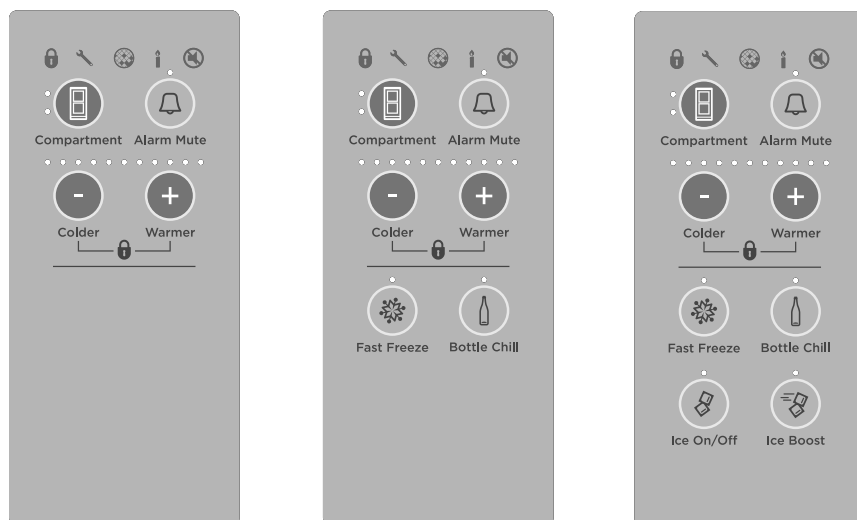 Compartment Alarm Mute
- +
Colder Warmer
Compartment Alarm Mute
- +
Colder Warmer
Fast Freeze Bottle Chill
Compartment Alarm Mute
- +
Colder Warmer
Fast Freeze Bottle Chill
Ice On/Off Ice Boost